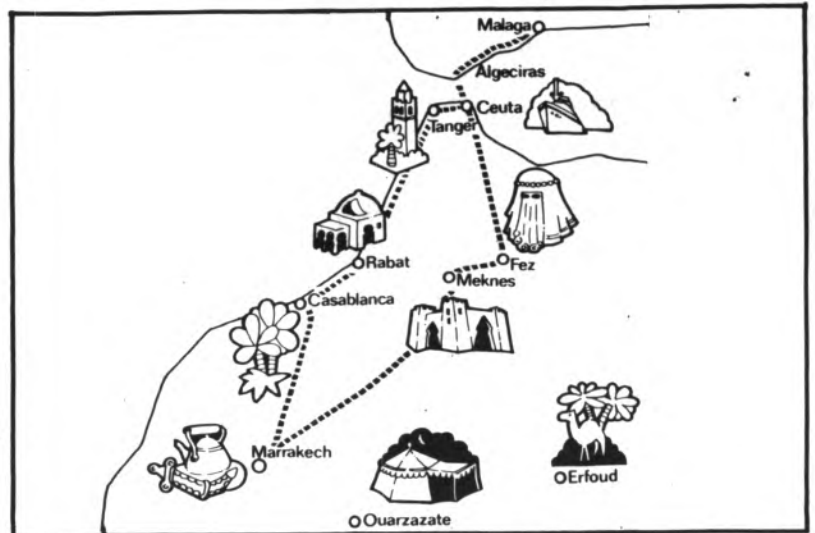 Malaga
Algeciras
Ceuta
Tanger
Fez
Rabat
Meknes
Casablanca
Marrakech
Erfoud
Ouarzazate